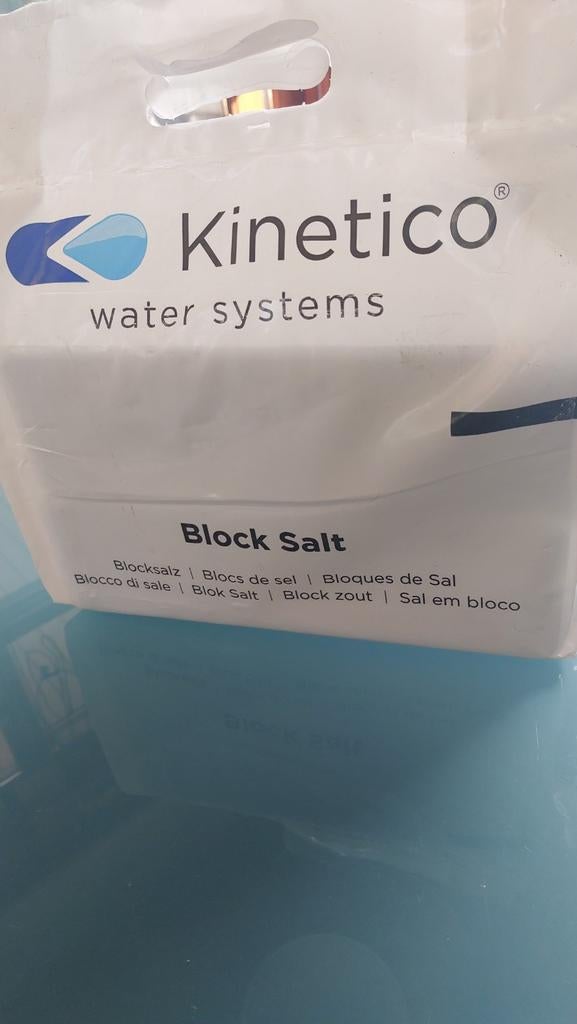 Kinetico®
water systems
Block Salt
Blocksalz | Blocs de sel | Bloques de Sal
Blocco di sale | Blok Salt | Block zout | Sal em bloco